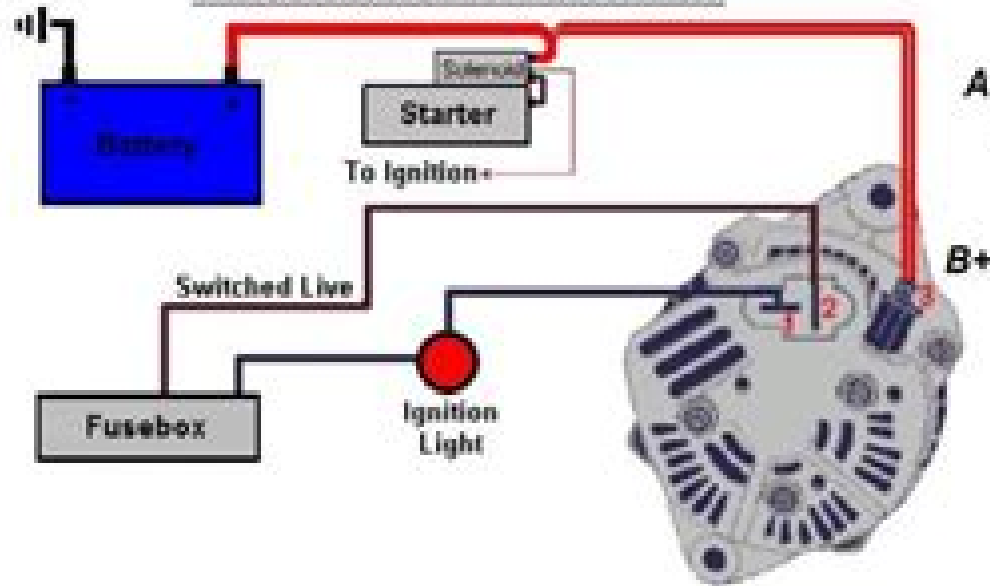 Solenoid
A
Battery
Starter
To Ignition
B+
Switched Live
3
1
2
Fusebox
Ignition
Light